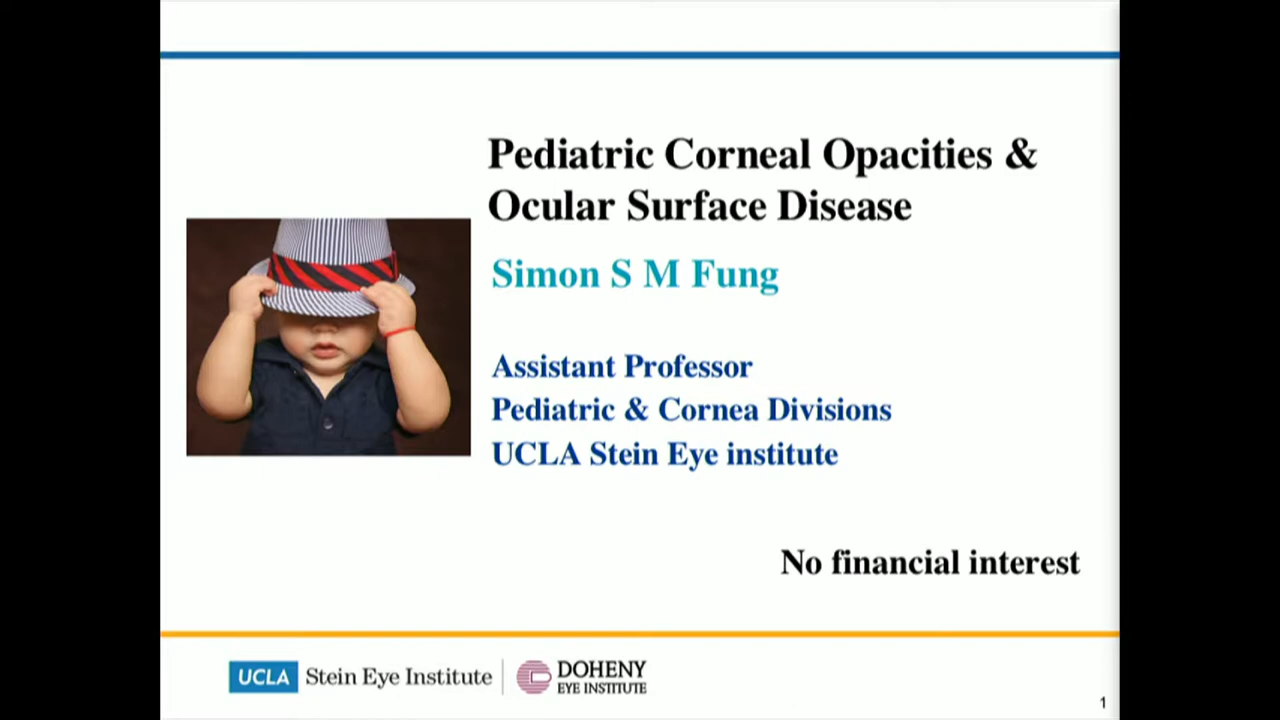 Pediatric Corneal Opacities &
Ocular Surface Disease
Simon S M Fung
Assistant Professor
Pediatric & Cornea Divisions
UCLA Stein Eye institute
No financial interest
UCLA Stein Eye Institute
DOHENY
EYE INSTITUTE
1